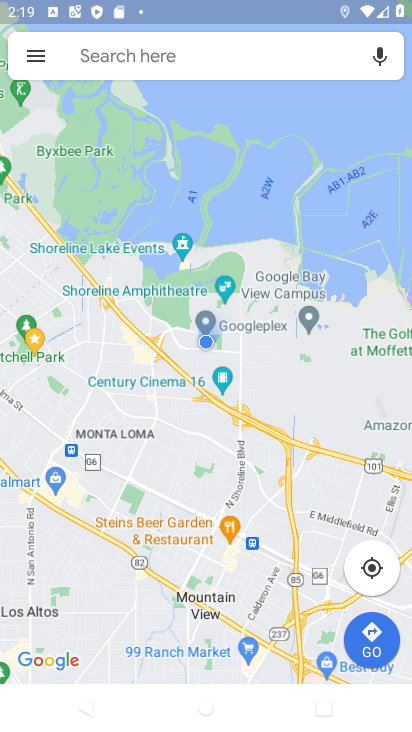 2:19
Search here
Byxbee Park
Park
A1
A2W
AB1:AB2
A2E
Shoreline Lake Events
Shoreline Amphitheatre
Google Bay
View Campus
Googleplex
The Golf
at Moffett
tchell Park
Century Cinema 16
Amazon
MONTA LOMA
G6
101
almart
N Shoreline Blvd
Ellis St
Steins Beer Garden
& Restaurant
E Middlefield Rd
N San Antonio Rd
82
85
G6
Calderon Ave
Los Altos
Mountain
View
237
GO
99 Ranch Market
Best Buy
Google